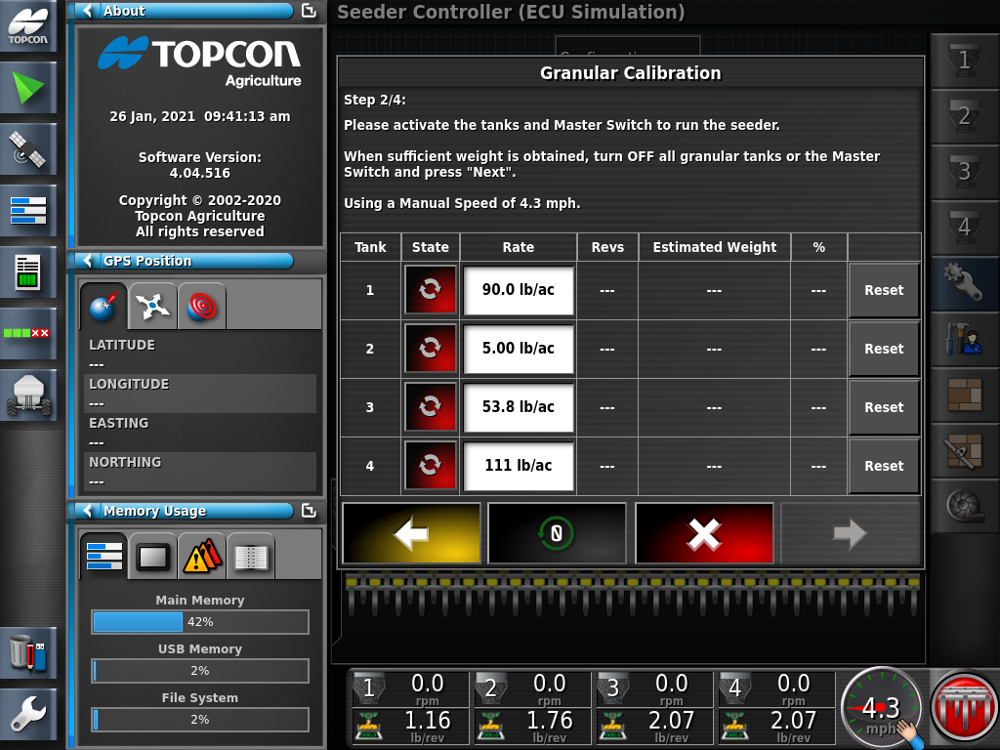 TOPCON
About
TOPCON
Agriculture
26 Jan, 2021 09:41:13 am
Software Version:
4.04.516
Copyright © 2002-2020
Topcon Agriculture
All rights reserved
GPS Position
LATITUDE
---
LONGITUDE
---
EASTING
---
NORTHING
---
Memory Usage
Main Memory
42%
USB Memory
2%
File System
2%
Seeder Controller (ECU Simulation)
Granular Calibration
Step 2/4:
Please activate the tanks and Master Switch to run the seeder.
When sufficient weight is obtained, turn OFF all granular tanks or the Master
Switch and press "Next".
Using a Manual Speed of 4.3 mph.
Tank State Rate Revs Estimated Weight %
1 90.0 lb/ac --- --- --- Reset
2 5.00 lb/ac --- --- --- Reset
3 53.8 lb/ac --- --- --- Reset
4 111 lb/ac --- --- --- Reset
0
1 0.0 rpm 2 0.0 rpm 3 0.0 rpm 4 0.0 rpm
1.16 lb/rev 1.76 lb/rev 2.07 lb/rev 2.07 lb/rev
4.3
mph
1
2
3
4